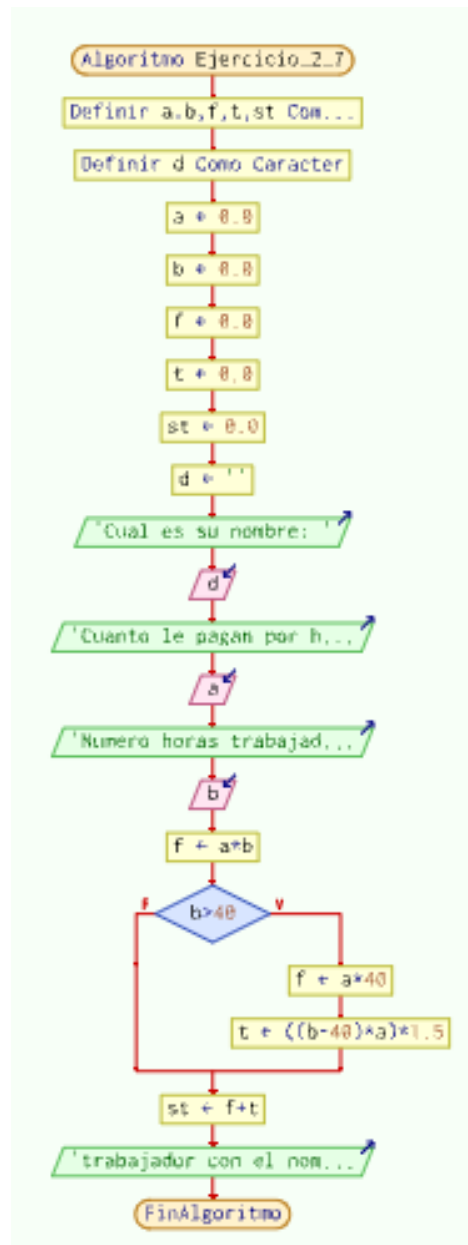 Algoritmo Ejercicio_2_7
Definir a,b,f,t,st Com...
Definir d Como Caracter
a ← 0.0
b ← 0.0
f ← 0.0
t ← 0.0
st ← 0.0
d ← ''
'Cual es su nombre: '
d
'Cuanto le pagan por h...
a
'Numero horas trabajad...
b
f ← a*b
F b>40 V
f ← a*40
t ← ((b-40)*a)*1.5
st ← f+t
'trabajador con el nom...
FinAlgoritmo